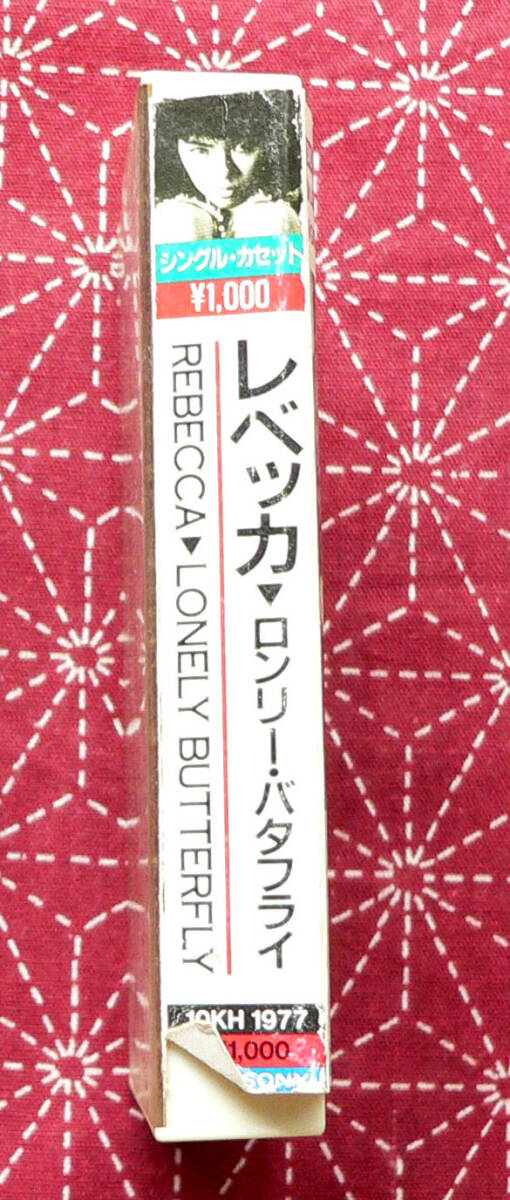 シングル・カセット
¥1,000
レベッカ▶ロンリー・バタフライ
REBECCA▶LONELY BUTTERFLY
10KH 1977
¥1,000
SONY